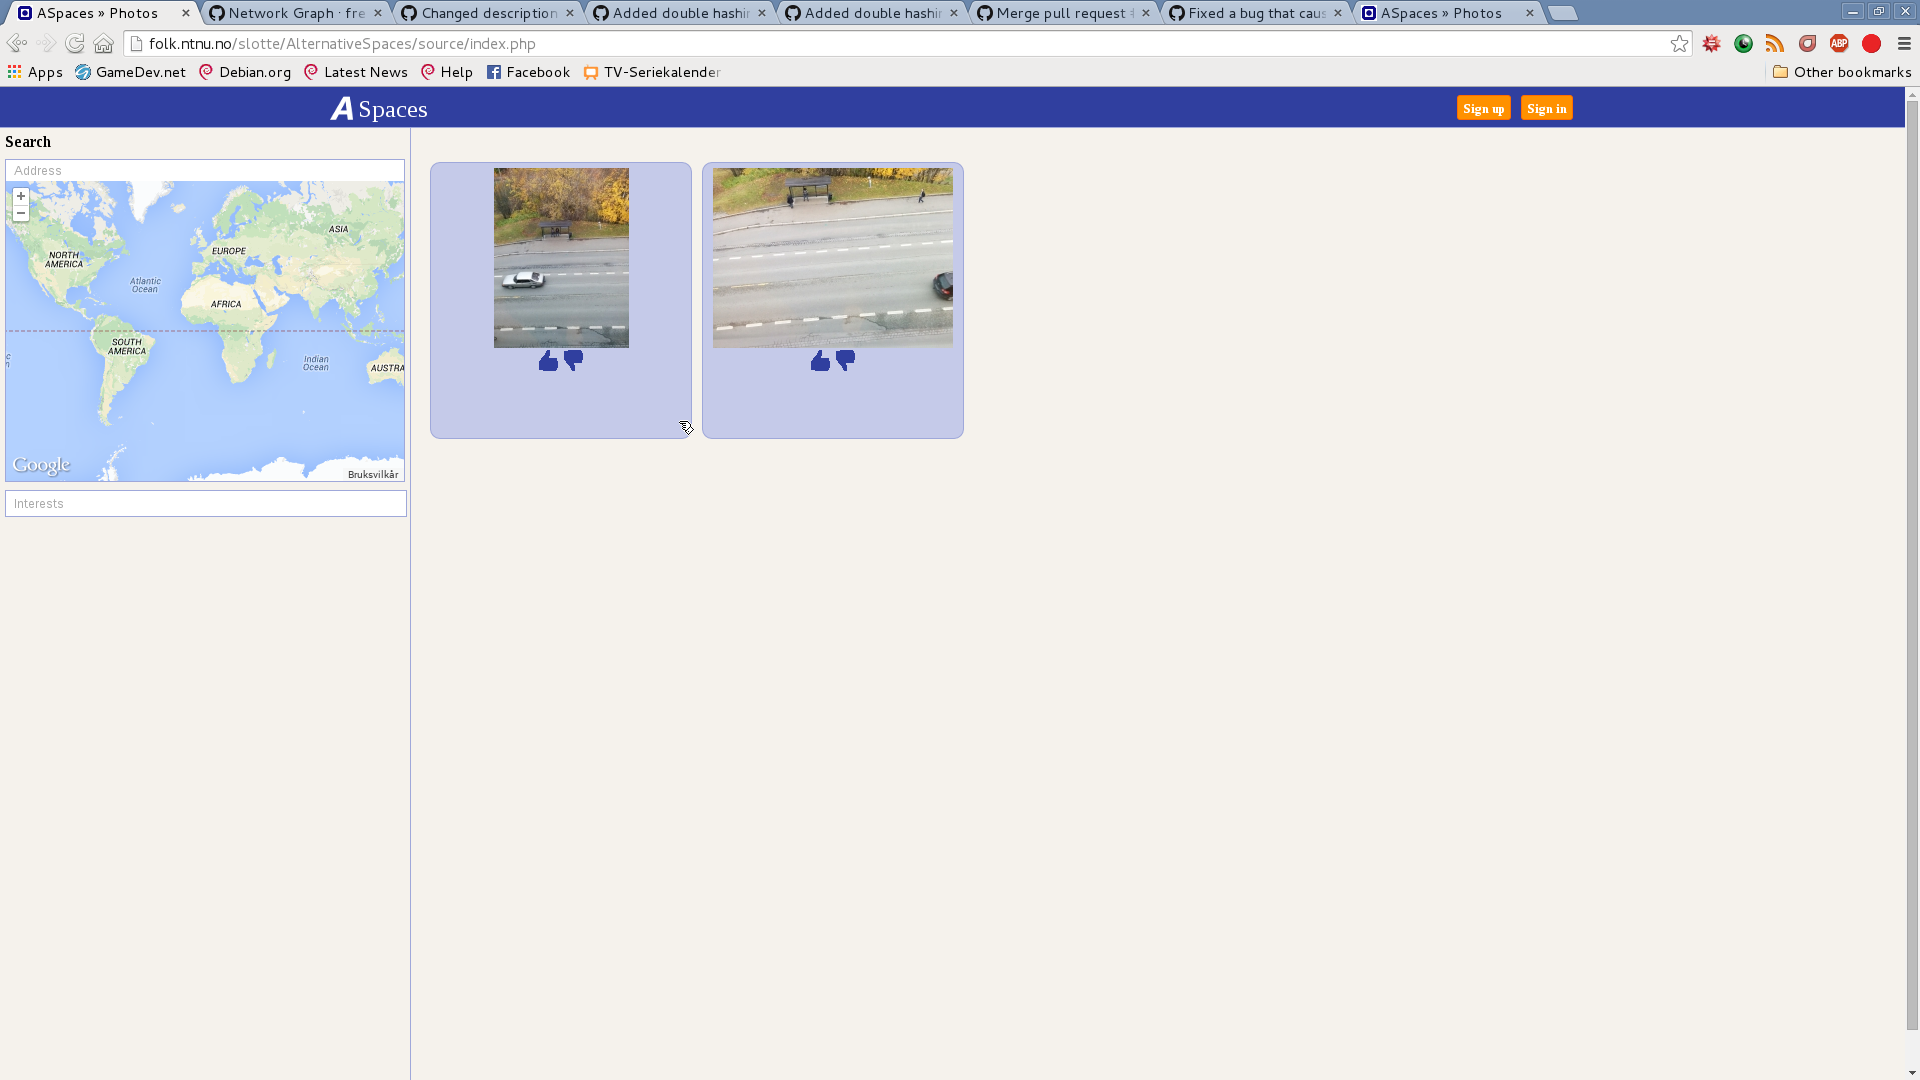 ASpaces » Photos
Network Graph · fre
Changed description
Added double hashi
Added double hashi
Merge pull request
Fixed a bug that cau
ASpaces » Photos
folk.ntnu.no/slotte/AlternativeSpaces/source/index.php
ABP
Apps
GameDev.net
Debian.org
Latest News
Help
Facebook
TV-Seriekalender
Other bookmarks
A Spaces
Sign up
Sign in
Search
Address
+
−
NORTH AMERICA
EUROPE
ASIA
Atlantic Ocean
AFRICA
SOUTH AMERICA
Indian Ocean
AUSTRA
Google
Bruksvilkår
Interests